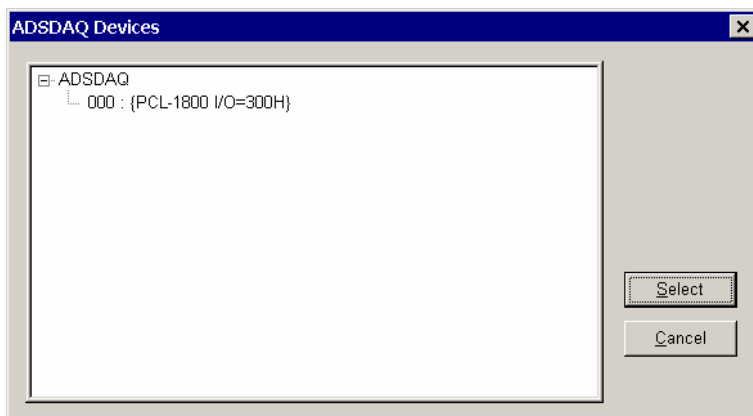 ADSDAQ Devices
ADSDAQ
000 : {PCL-1800 I/O=300H}
Select
Cancel